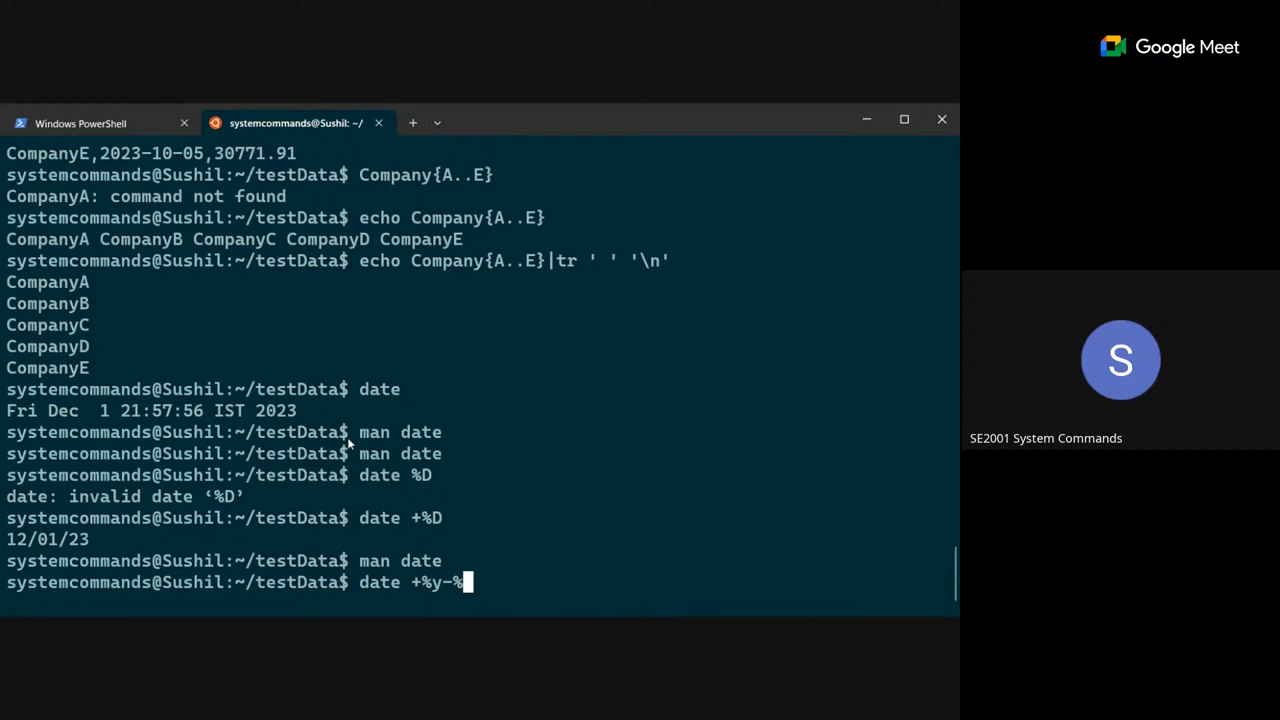 Google Meet
Windows PowerShell
systemcommands@Sushil: ~/
CompanyE,2023-10-05,30771.91
systemcommands@Sushil:~/testData$ Company{A..E}
CompanyA: command not found
systemcommands@Sushil:~/testData$ echo Company{A..E}
CompanyA CompanyB CompanyC CompanyD CompanyE
systemcommands@Sushil:~/testData$ echo Company{A..E}|tr ' ' '\n'
CompanyA
CompanyB
CompanyC
CompanyD
CompanyE
systemcommands@Sushil:~/testData$ date
Fri Dec  1 21:57:56 IST 2023
systemcommands@Sushil:~/testData$ man date
systemcommands@Sushil:~/testData$ man date
systemcommands@Sushil:~/testData$ date %D
date: invalid date ‘%D’
systemcommands@Sushil:~/testData$ date +%D
12/01/23
systemcommands@Sushil:~/testData$ man date
systemcommands@Sushil:~/testData$ date +%y-%
S
SE2001 System Commands